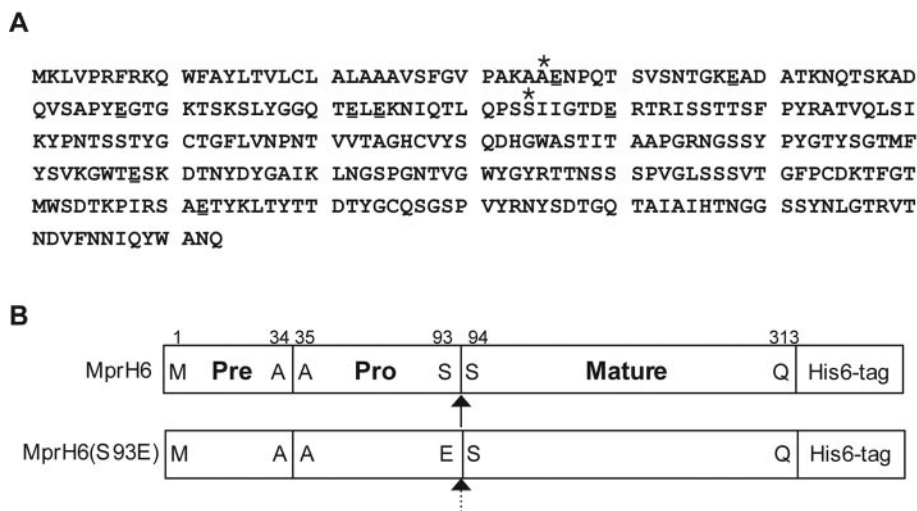 A
* 
MKLVPRFRKQ WFAYLTVLCL ALAAAVSFGV PAKAAENPQT SVSNTGKEAD ATKNQTSKAD
*
QVSAPYEGTG KTSKSLYGGQ TELEKNIQTL QPSSIIGTDE RTRISSTTSF PYRATVQLSI
KYPNTSSTYG CTGFLVNPNT VVTAGHCVYS QDHGWASTIT AAPGRNGSSY PYGTYSGTMF
YSVKGWTESK DTNYDYGAIK LNGSPGNTVG WYGYRTTNSS SPVGLSSSVT GFPCDKTFGT
MWSDTKPIRS AETYKLTYTT DTYGCQSGSP VYRNYSDTGQ TAIAIHTNGG SSYNLGTRVT
NDVFNNIQYW ANQ
B
1 34 35 93 94 313
MprH6 M Pre A A Pro S S Mature Q His6-tag
MprH6(S93E) M A A E S Q His6-tag